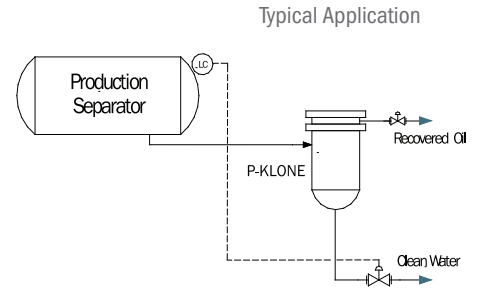 Typical Application
LC
Production
Separator
Recovered Oil
P-KLONE
Clean Water